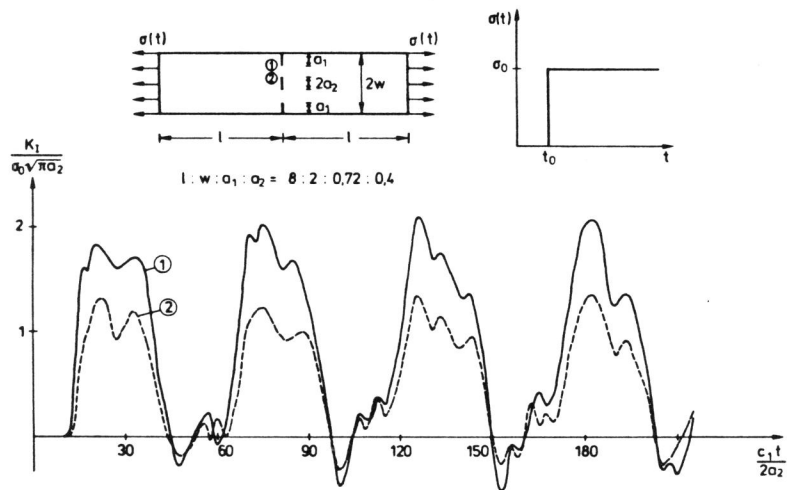 σ(t) σ(t) σ(t)
① a₁
② 2a₂ 2w
a₁
σ₀
l l
t₀ t
K_I
σ₀√πa₂
l : w : a₁ : a₂ = 8 : 2 : 0,72 : 0,4
2
①
②
1
30 60 90 120 150 180 c₁t
2a₂